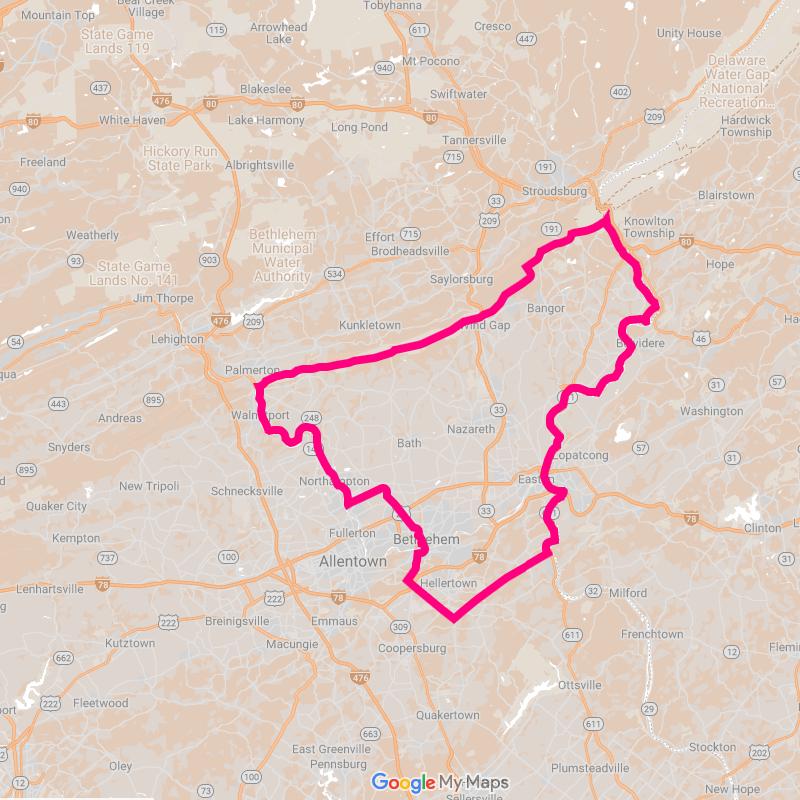 Bear Creek
Village
Mountain Top
State Game
Lands 119
115
Arrowhead
Lake
Tobyhanna
611
Cresco
447
Unity House
Delaware
Water Gap
National
Recreation...
Mt Pocono
940
437
Blakeslee
Swiftwater
402
209
Hardwick
Township
476
80
80
80
80
White Haven
Lake Harmony
Long Pond
Tannersville
715
Hickory Run
State Park
Albrightsville
Freeland
940
191
Stroudsburg
33
209
Blairstown
191
Knowlton
Township
80
Weatherly
Bethlehem
Municipal
Water
Authority
Effort
715
Brodheadsville
93
903
534
State Game
Lands No. 141
Saylorsburg
Hope
Jim Thorpe
476
209
Kunkletown
Wind Gap
Bangor
54
Lehighton
46
Belvidere
Palmerton
31
57
443
895
Andreas
Walnutport
248
33
Washington
Nazareth
Bath
Snyders
57
Lopatcong
31
895
New Tripoli
Schnecksville
Northampton
Easton
Quaker City
33
78
Clinton
Kempton
Fullerton
Bethlehem
737
100
Allentown
78
31
Lenhartsville
78
Hellertown
222
78
32
Milford
222
Breinigsville
Emmaus
309
611
Frenchtown
Kutztown
Macungie
Coopersburg
12
662
476
Ottsville
222
Fleetwood
Quakertown
29
663
611
Stockton
202
East Greenville
Pennsburg
Oley
100
Plumsteadville
12
73
Google My Maps
New Hope
Sellersville